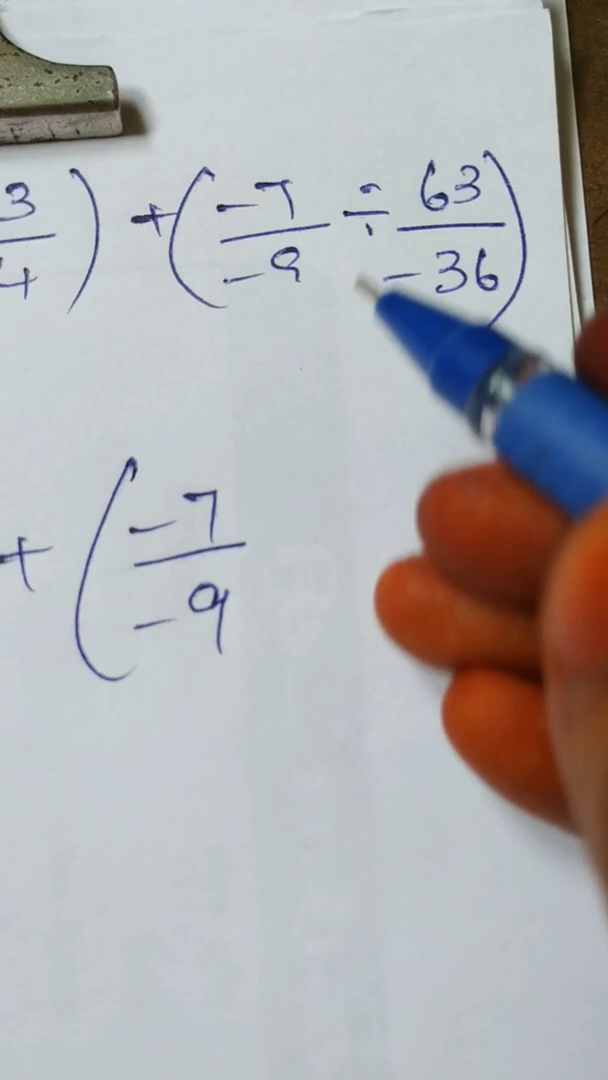 3/4) + (-7/-9 ÷ 63/-36)
+ (-7/-9